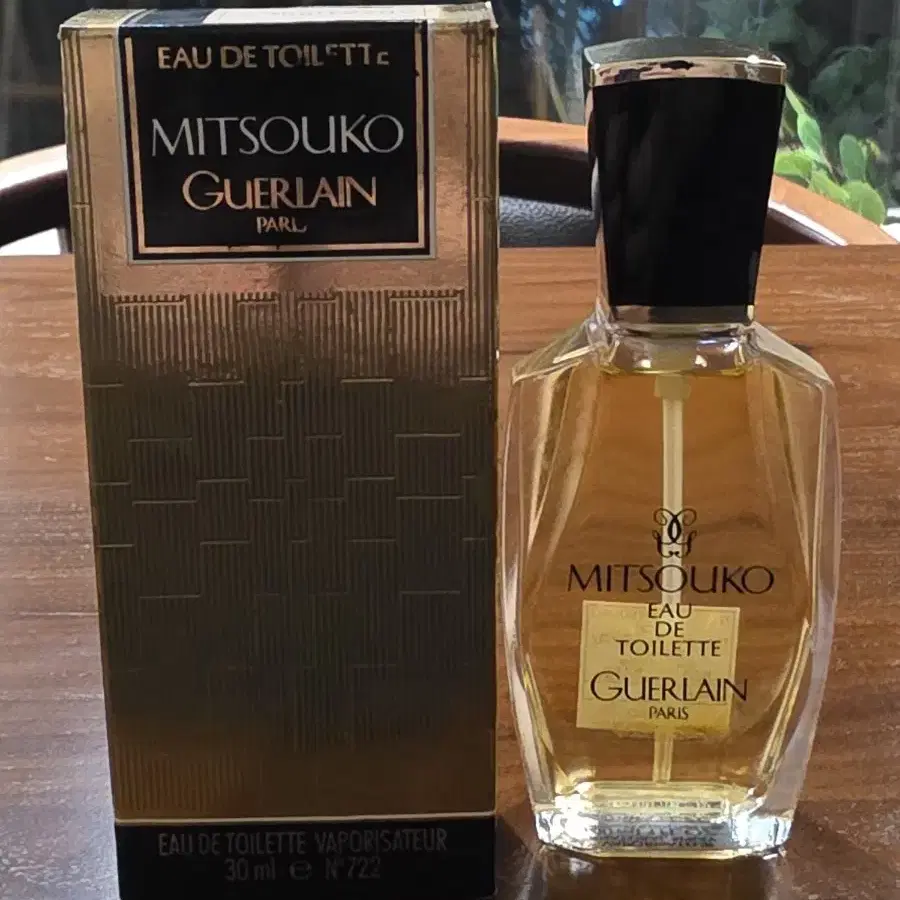 EAU DE TOILETTE
MITSOUKO
GUERLAIN
PARIS
EAU DE TOILETTE VAPORISATEUR
30 ml e N°722
MITSOUKO
EAU
DE
TOILETTE
GUERLAIN
PARIS